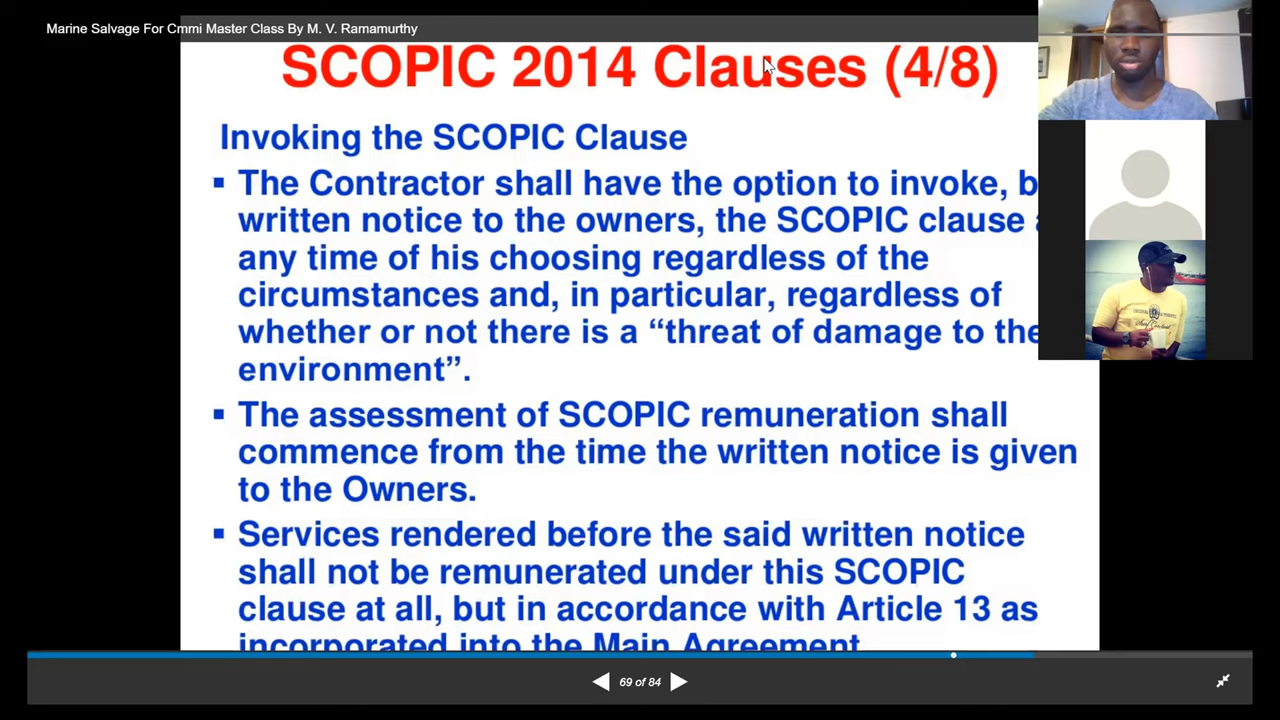 Marine Salvage For Cmmi Master Class By M. V. Ramamurthy
SCOPIC 2014 Clauses (4/8)
Invoking the SCOPIC Clause
▪ The Contractor shall have the option to invoke, b
written notice to the owners, the SCOPIC clause
any time of his choosing regardless of the
circumstances and, in particular, regardless of
whether or not there is a “threat of damage to the
environment”.
▪ The assessment of SCOPIC remuneration shall
commence from the time the written notice is given
to the Owners.
▪ Services rendered before the said written notice
shall not be remunerated under this SCOPIC
clause at all, but in accordance with Article 13 as
incorporated into the Main Agreement
69 of 84